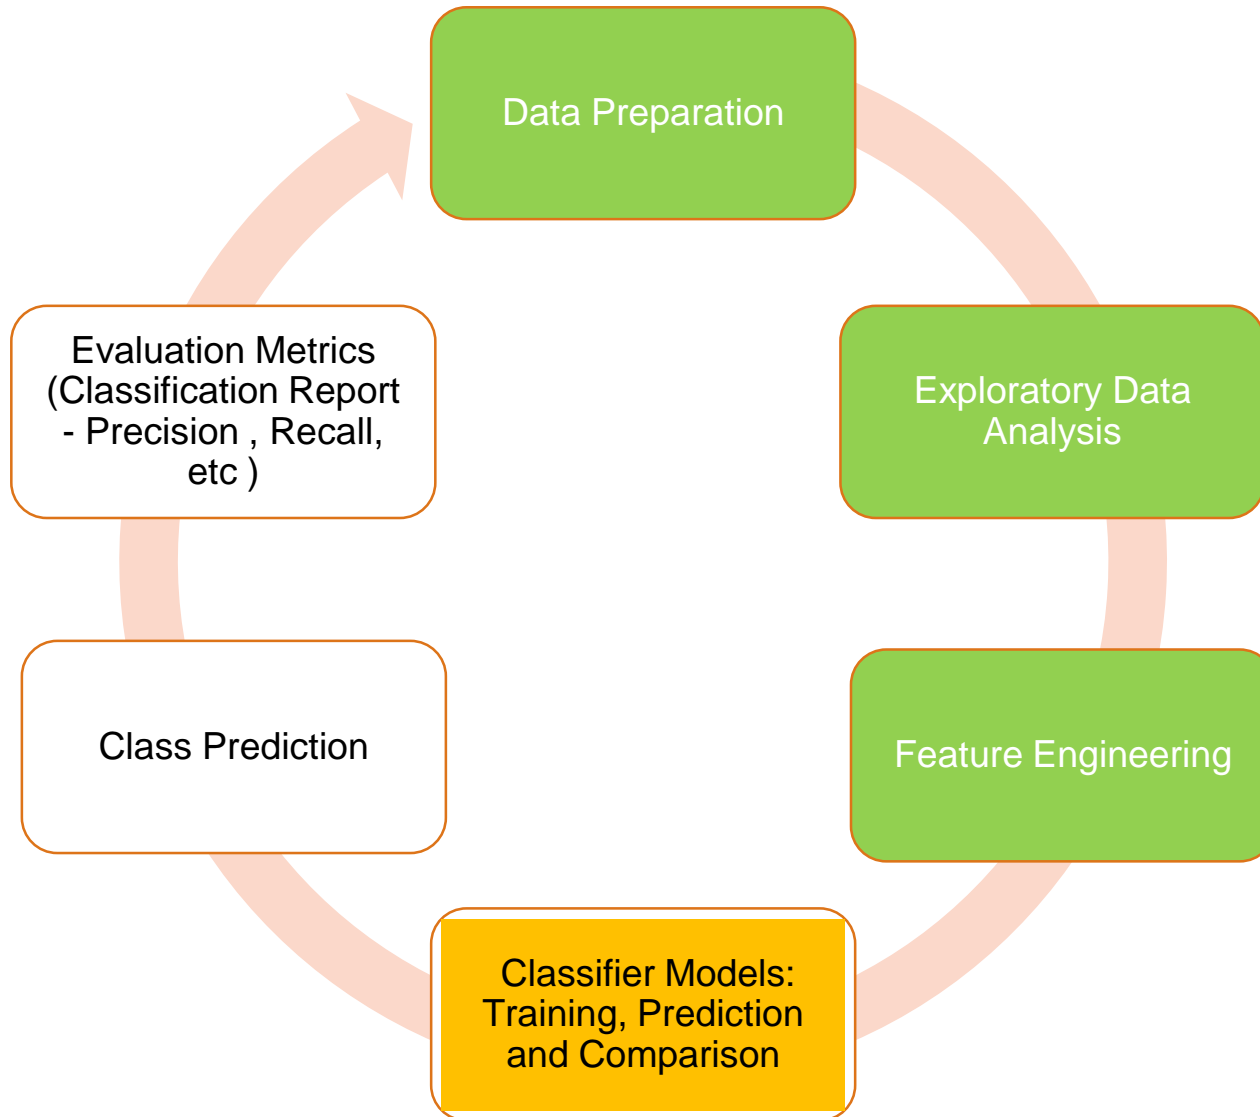 Data Preparation
Exploratory Data
Analysis
Feature Engineering
Classifier Models:
Training, Prediction
and Comparison
Class Prediction
Evaluation Metrics
(Classification Report
- Precision , Recall,
etc )